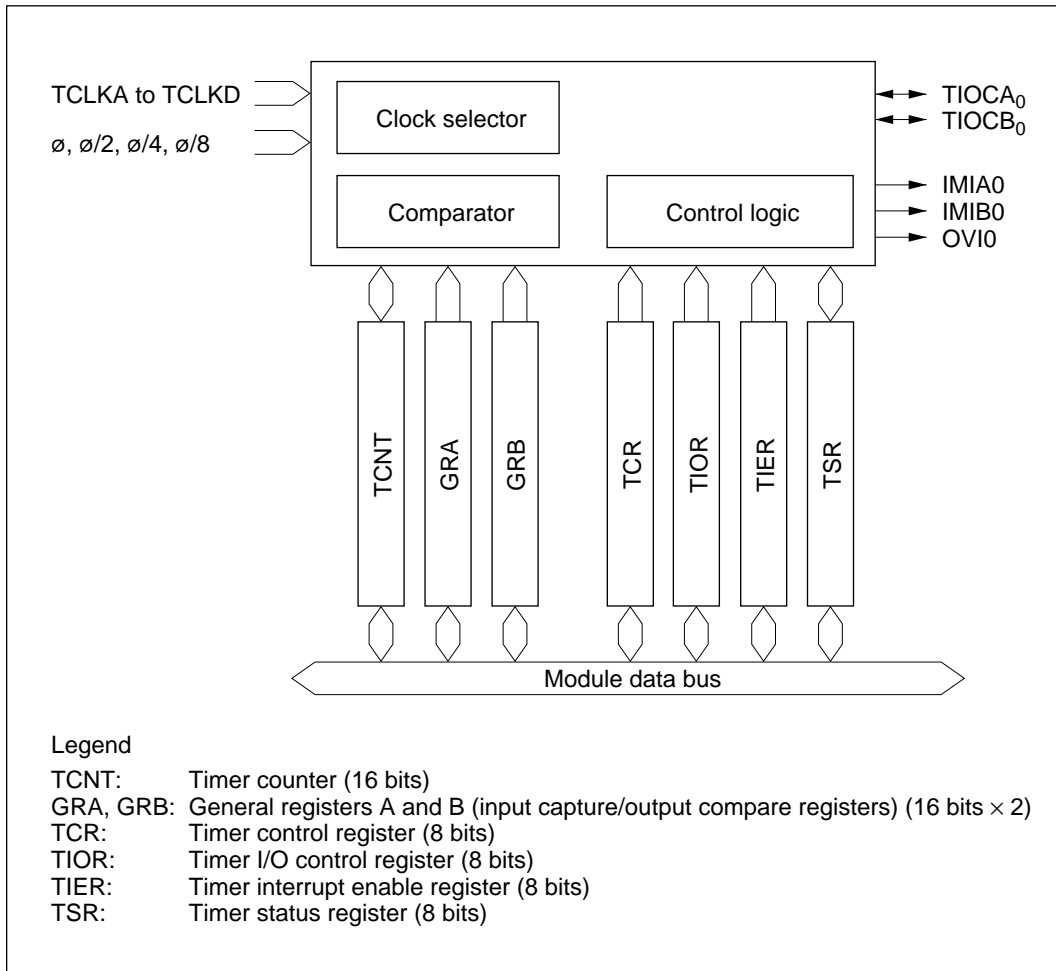 TCLKA to TCLKD
ø, ø/2, ø/4, ø/8
Clock selector
Comparator
Control logic
TIOCA0
TIOCB0
IMIA0
IMIB0
OVI0
TCNT
GRA
GRB
TCR
TIOR
TIER
TSR
Module data bus
Legend
TCNT: Timer counter (16 bits)
GRA, GRB: General registers A and B (input capture/output compare registers) (16 bits × 2)
TCR: Timer control register (8 bits)
TIOR: Timer I/O control register (8 bits)
TIER: Timer interrupt enable register (8 bits)
TSR: Timer status register (8 bits)